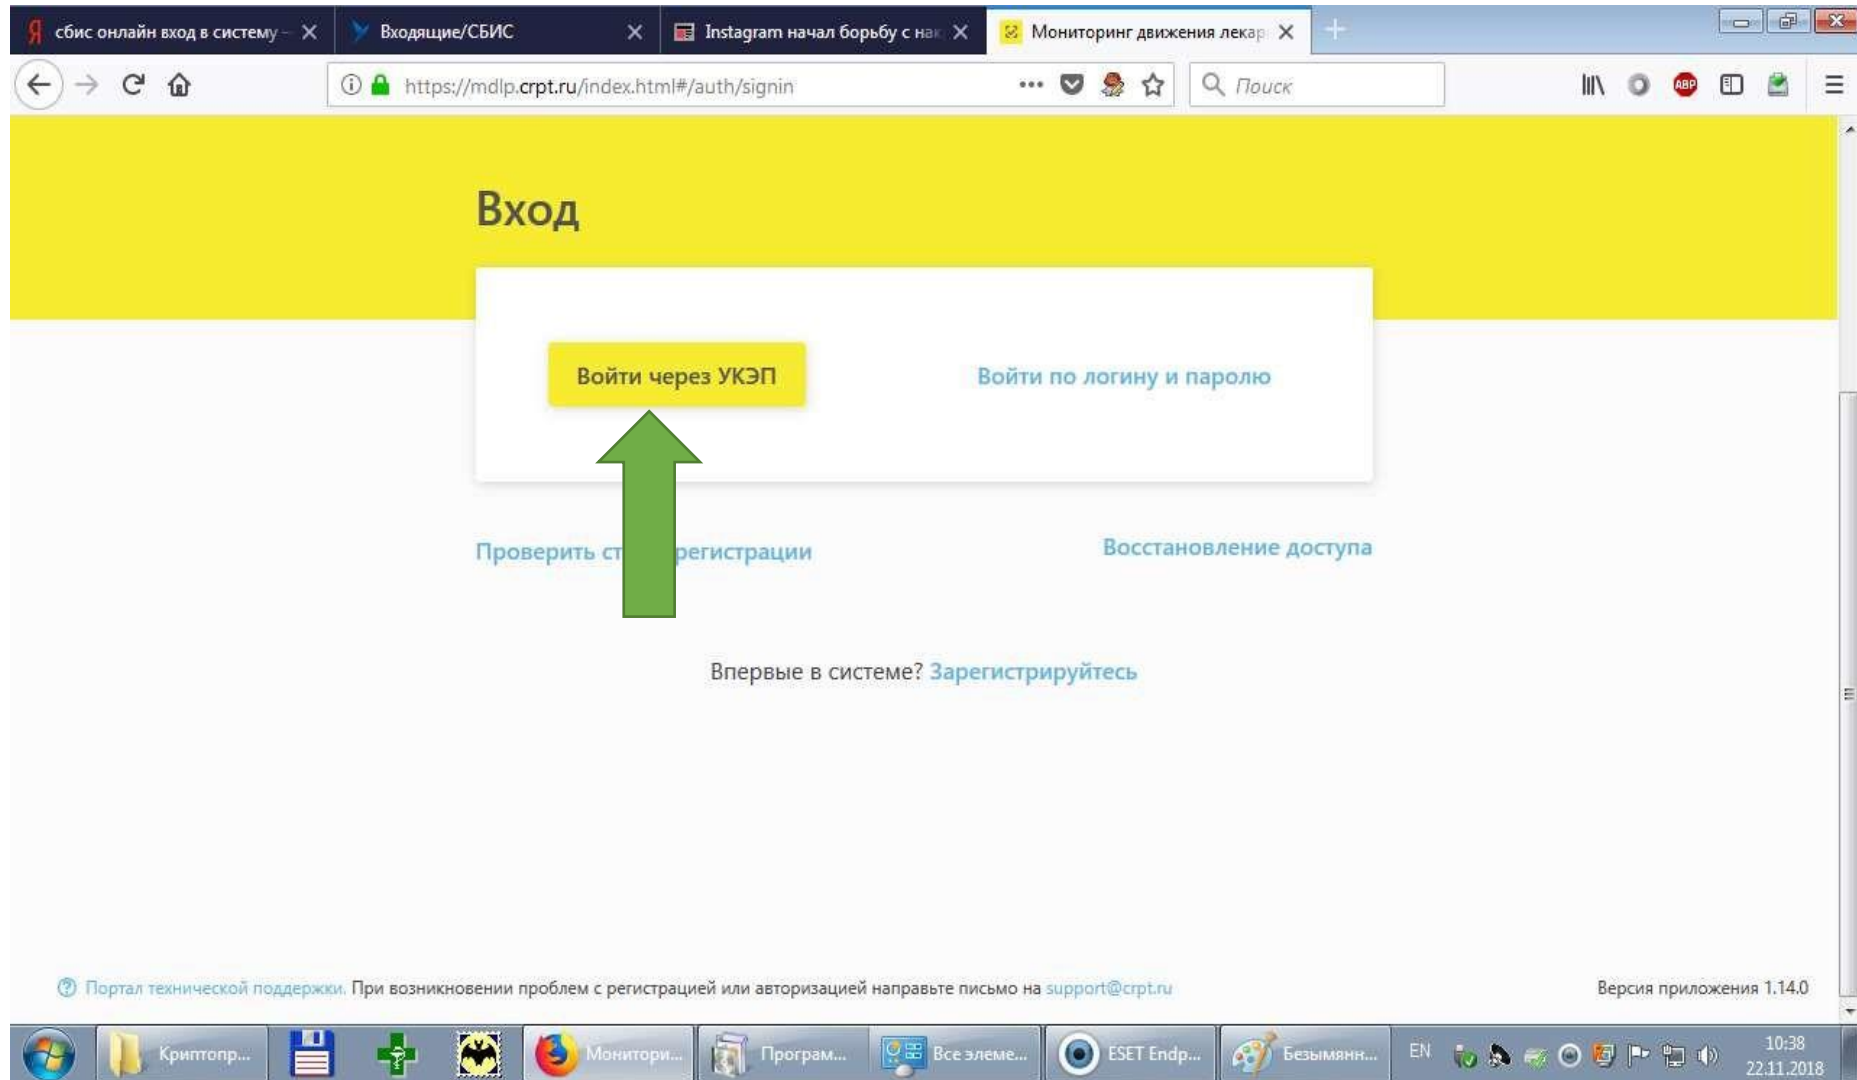 сбис онлайн вход в систему –
Входящие/СБИС
Instagram начал борьбу с нак
Мониторинг движения лекар
https://mdlp.crpt.ru/index.html#/auth/signin
Поиск
ABP
Вход
Войти через УКЭП
Войти по логину и паролю
Проверить ст регистрации
Восстановление доступа
Впервые в системе? Зарегистрируйтесь
Портал технической поддержки. При возникновении проблем с регистрацией или авторизацией направьте письмо на support@crpt.ru
Версия приложения 1.14.0
Криптопр...
Монитори...
Програм...
Все элеме...
ESET Endp...
Безымянн...
EN
10:38
22.11.2018